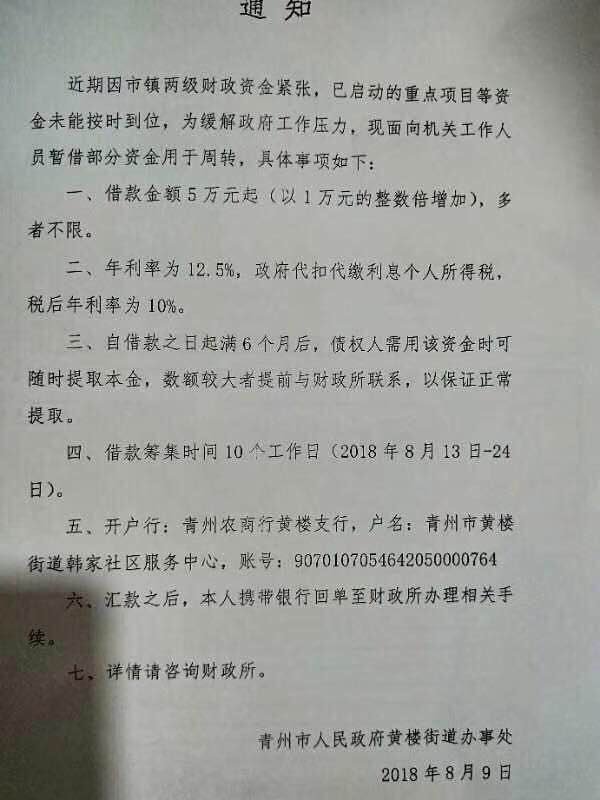 通知
近期因市镇两级财政资金紧张，已启动的重点项目等资
金未能按时到位，为缓解政府工作压力，现面向机关工作人
员暂借部分资金用于周转，具体事项如下：
一、借款金额5万元起（以1万元的整数倍增加），多
者不限。
二、年利率为12.5%，政府代扣代缴利息个人所得税，
税后年利率为10%。
三、自借款之日起满6个月后，债权人需用该资金时可
随时提取本金，数额较大者提前与财政所联系，以保证正常
提取。
四、借款筹集时间10个工作日（2018年8月13日-24
日）。
五、开户行：青州农商行黄楼支行，户名：青州市黄楼
街道韩家社区服务中心，账号：9070107054642050000764
六、汇款之后，本人携带银行回单至财政所办理相关手
续。
七、详情请咨询财政所。
青州市人民政府黄楼街道办事处
2018年8月9日